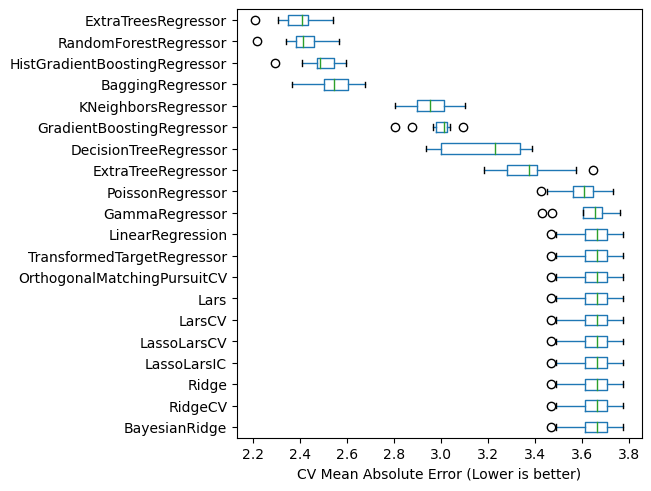 ExtraTreesRegressor
RandomForestRegressor
HistGradientBoostingRegressor
BaggingRegressor
KNeighborsRegressor
GradientBoostingRegressor
DecisionTreeRegressor
ExtraTreeRegressor
PoissonRegressor
GammaRegressor
LinearRegression
TransformedTargetRegressor
OrthogonalMatchingPursuitCV
Lars
LarsCV
LassoLarsCV
LassoLarsIC
Ridge
RidgeCV
BayesianRidge
2.2 2.4 2.6 2.8 3.0 3.2 3.4 3.6 3.8
CV Mean Absolute Error (Lower is better)